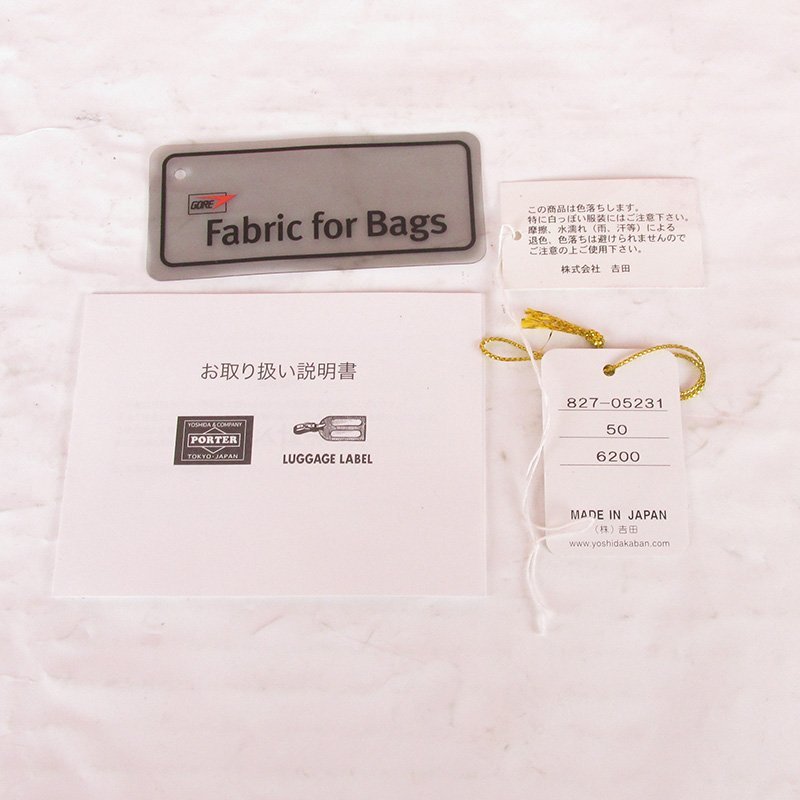 GORE
Fabric for Bags
この商品は色落ちします。
特に白っぽい服装にはご注意下さい。
摩擦、水濡れ（雨、汗等）による
退色、色落ちは避けられませんので
ご注意の上ご使用下さい。
株式会社 吉田
お取り扱い説明書
YOSHIDA & COMPANY
PORTER
TOKYO-JAPAN
LUGGAGE LABEL
827-05231
50
6200
MADE IN JAPAN
（株）吉田
www.yoshidakaban.com